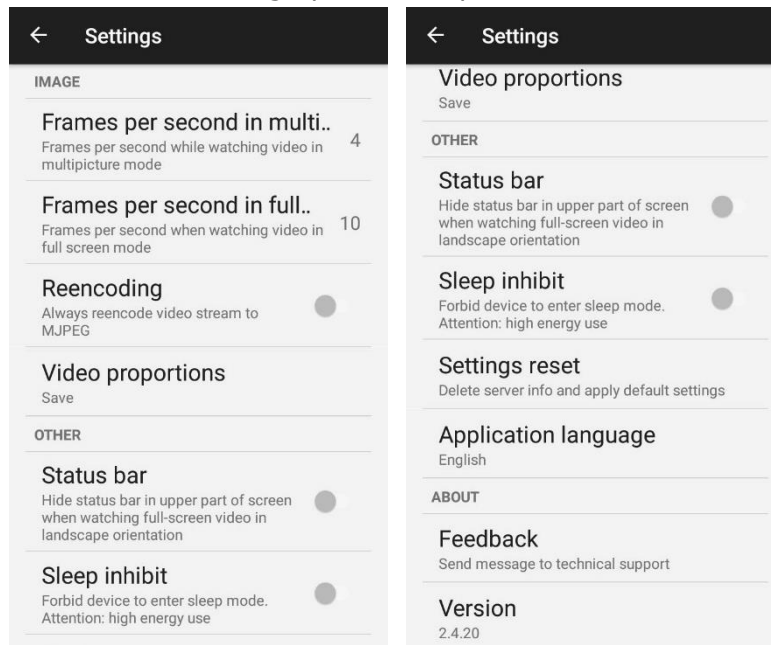 Settings
IMAGE
Frames per second in multi..
Frames per second while watching video in
multipicture mode
4
Frames per second in full..
Frames per second when watching video in
full screen mode
10
Reencoding
Always reencode video stream to
MJPEG
Video proportions
Save
OTHER
Status bar
Hide status bar in upper part of screen
when watching full-screen video in
landscape orientation
Sleep inhibit
Forbid device to enter sleep mode.
Attention: high energy use
Settings
Video proportions
Save
OTHER
Status bar
Hide status bar in upper part of screen
when watching full-screen video in
landscape orientation
Sleep inhibit
Forbid device to enter sleep mode.
Attention: high energy use
Settings reset
Delete server info and apply default settings
Application language
English
ABOUT
Feedback
Send message to technical support
Version
2.4.20